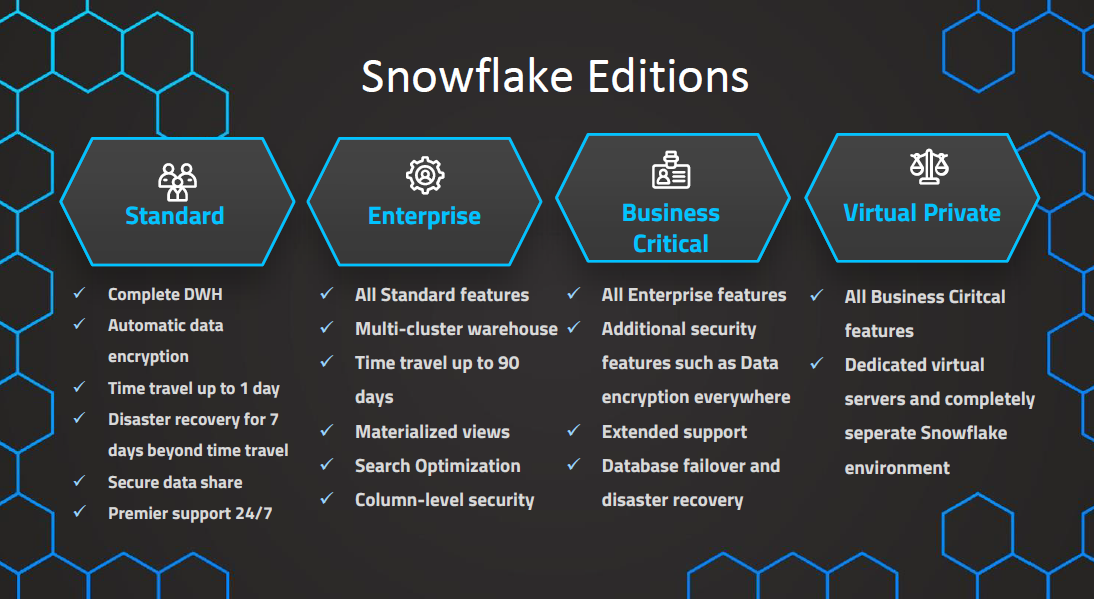 Snowflake Editions
Standard
Complete DWH
Automatic data
encryption
Time travel up to 1 day
Disaster recovery for 7
days beyond time travel
Secure data share
Premier support 24/7
Enterprise
All Standard features
Multi-cluster warehouse
Time travel up to 90
days
Materialized views
Search Optimization
Column-level security
Business
Critical
All Enterprise features
Additional security
features such as Data
encryption everywhere
Extended support
Database failover and
disaster recovery
Virtual Private
All Business Ciritcal
features
Dedicated virtual
servers and completely
seperate Snowflake
environment